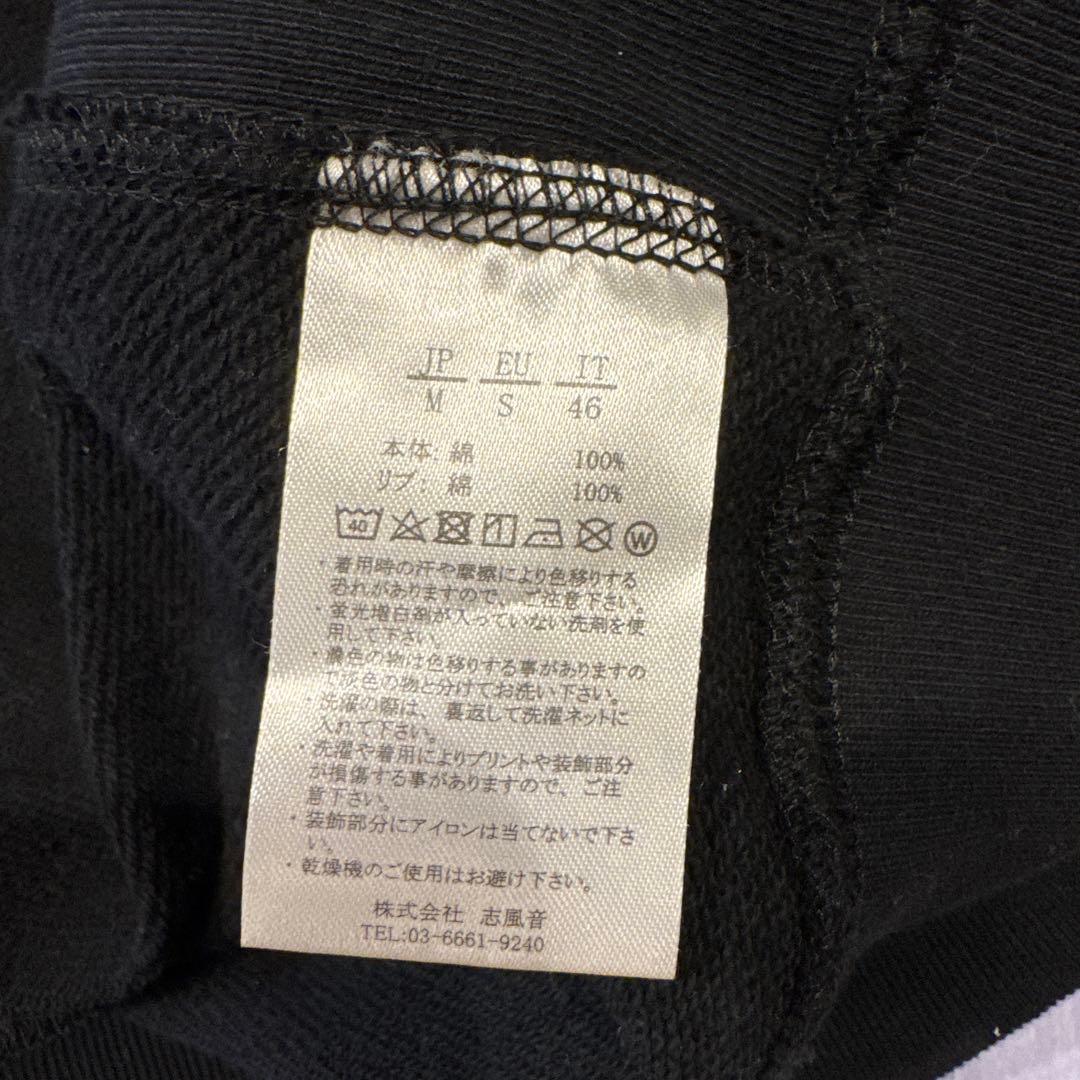 JP EU IT
M S 46
本体: 綿 100%
リブ: 綿 100%
40 W
・着用時の汗や摩擦により色移りする
恐れがありますので、ご注意下さい。
・蛍光増白剤が入っていない洗剤を使
用して下さい。
・濃色の物は色移りする事がありますの
で淡色の物と分けてお洗い下さい。
・洗濯の際は、裏返して洗濯ネットに
入れて下さい。
・洗濯や着用によりプリントや装飾部分
が損傷する事がありますので、ご注
意下さい。
・装飾部分にアイロンは当てないで下さ
い。
・乾燥機のご使用はお避け下さい。
株式会社 志風音
TEL:03-6661-9240